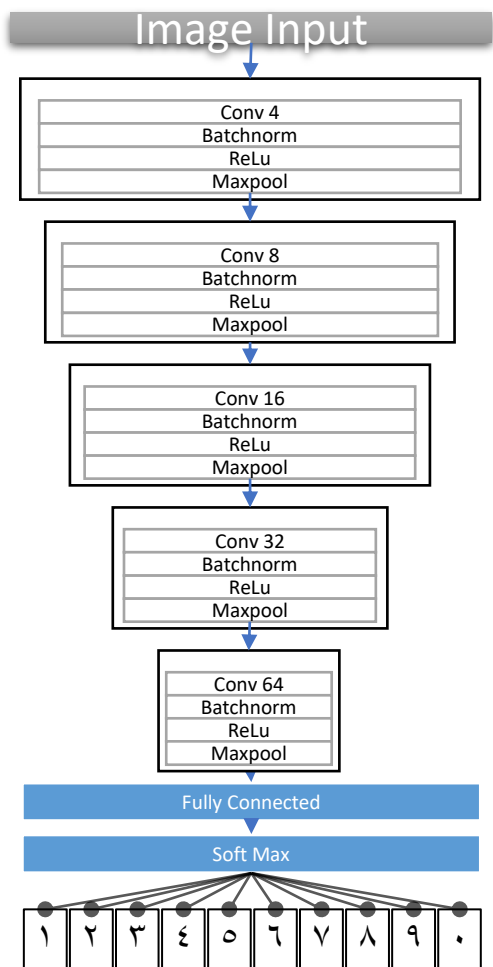 Image Input
Conv 4
Batchnorm
ReLu
Maxpool
Conv 8
Batchnorm
ReLu
Maxpool
Conv 16
Batchnorm
ReLu
Maxpool
Conv 32
Batchnorm
ReLu
Maxpool
Conv 64
Batchnorm
ReLu
Maxpool
Fully Connected
Soft Max
١ ٢ ٣ ٤ ٥ ٦ ٧ ٨ ٩ ٠